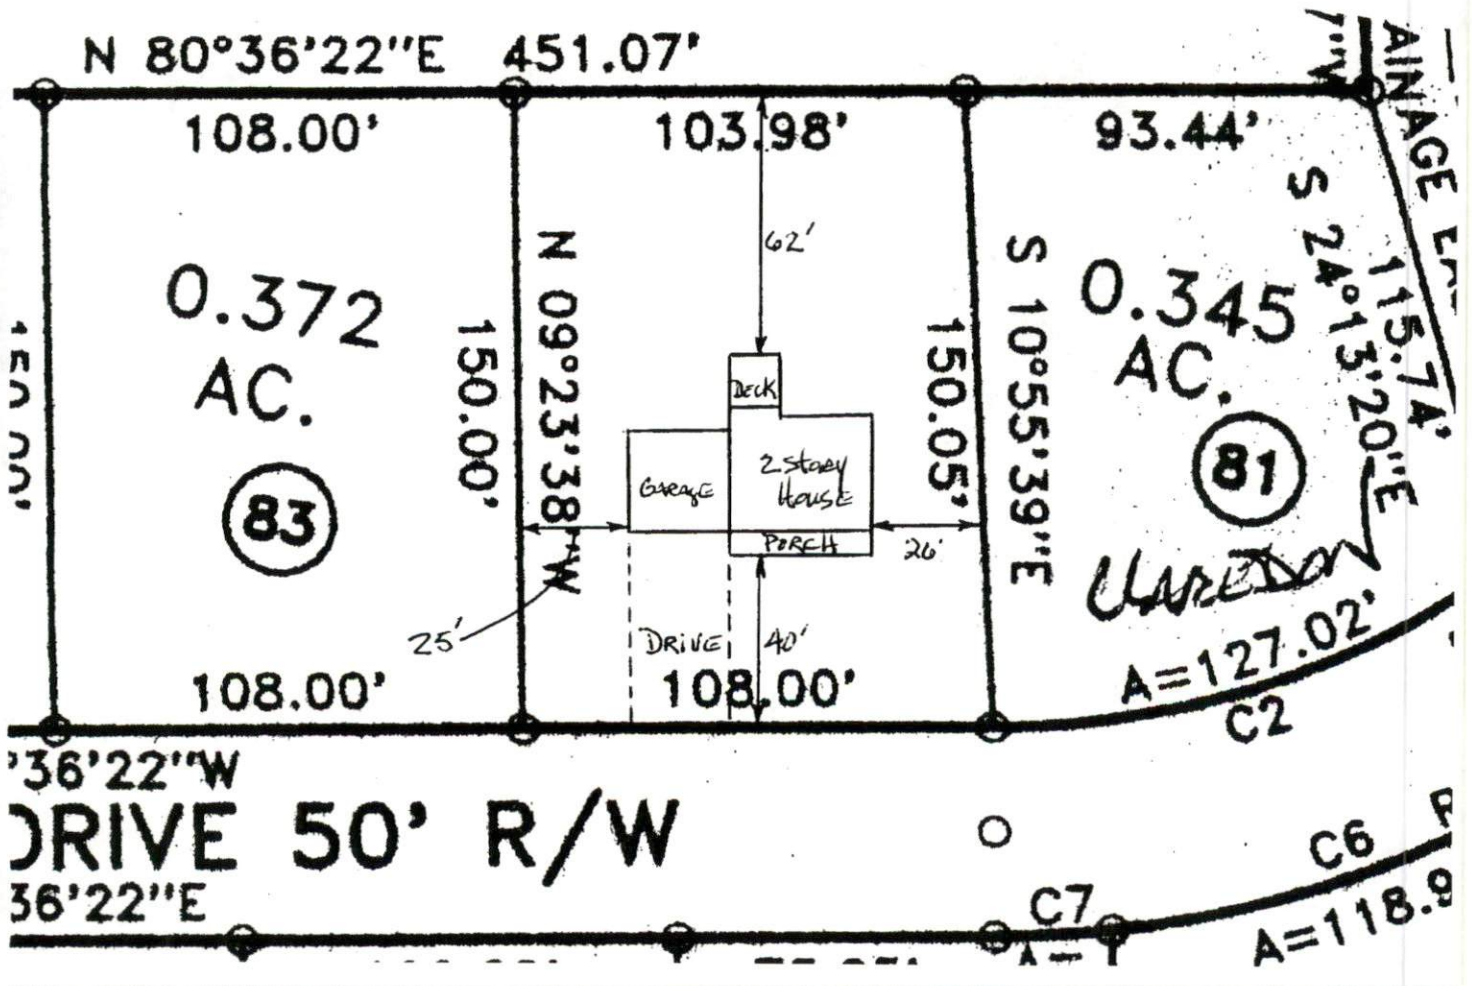 N 80°36'22"E 451.07'
108.00'
103.98'
93.44'
62'
0.372
AC.
83
150.00'
N 09°23'38"W
DECK
GARAGE
2 STORY
HOUSE
PORCH
150.05'
S 10°55'39"E
0.345
AC.
81
S 24°13'20"E
115.74'
AINAGE
26'
25'
DRIVE
40'
108.00'
108.00'
A=127.02'
C2
°36'22"W
DRIVE 50' R/W
36'22"E
C7
C6
A=118.9